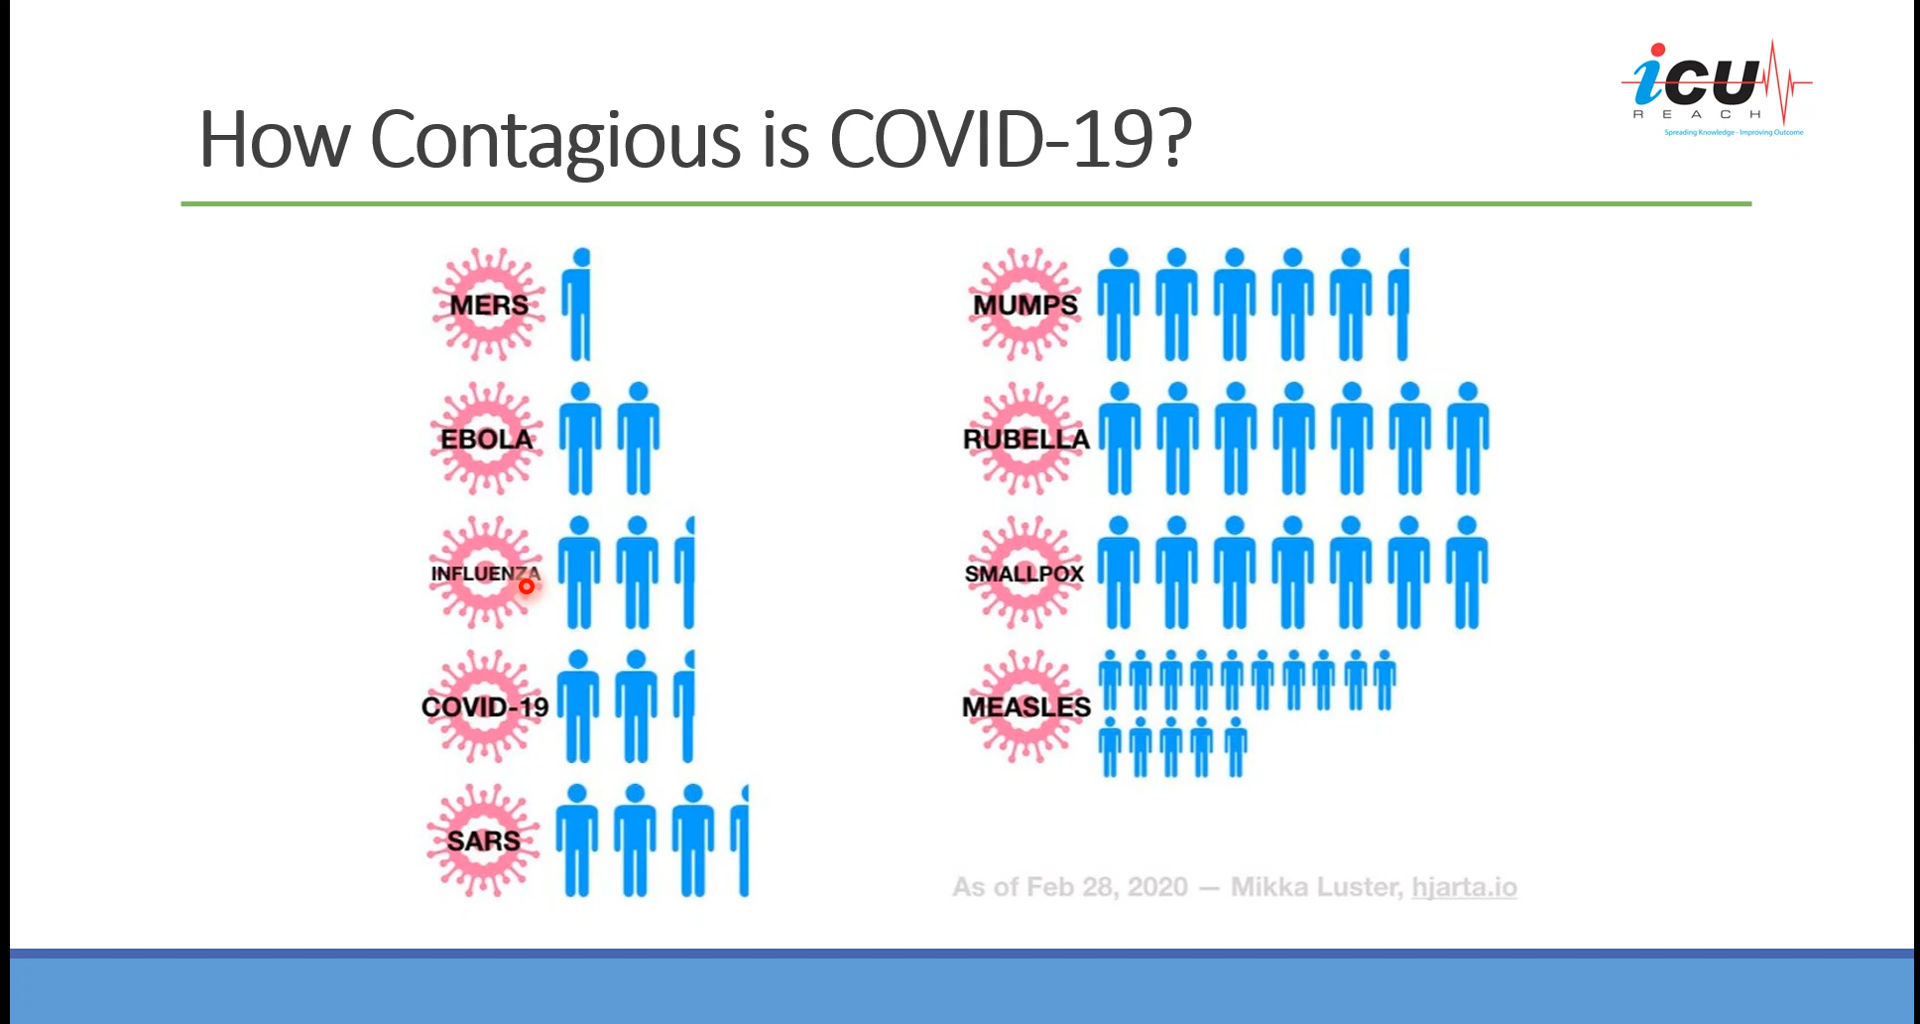 How Contagious is COVID-19?
icu
REACH
Spreading Knowledge - Improving Outcome
MERS
EBOLA
INFLUENZA
COVID-19
SARS
MUMPS
RUBELLA
SMALLPOX
MEASLES
As of Feb 28, 2020 — Mikka Luster, hjarta.io